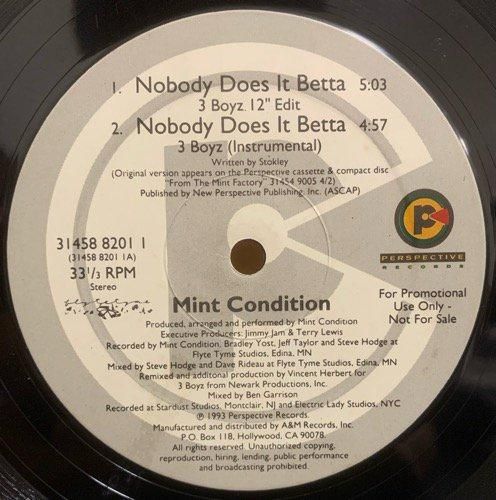 1. Nobody Does It Betta 5:03
3 Boyz 12" Edit
2. Nobody Does It Betta 4:57
3 Boyz (Instrumental)
Written by Stokley
(Original version appears on the Perspective cassette & compact disc
"From The Mint Factory" 31454 9005 4/2)
Published by New Perspective Publishing, Inc. (ASCAP)
31458 8201 1
(31458 8201 1A)
33 1/3 RPM
Stereo
PERSPECTIVE
RECORDS
For Promotional
Use Only -
Not For Sale
Mint Condition
Produced, arranged and performed by Mint Condition
Executive Producers: Jimmy Jam & Terry Lewis
Recorded by Mint Condition, Bradley Yost, Jeff Taylor and Steve Hodge at
Flyte Tyme Studios, Edina, MN
Mixed by Steve Hodge and Dave Rideau at Flyte Tyme Studios, Edina, MN
Remixed and additonal production by Vincent Herbert for
3 Boyz from Newark Productions, Inc.
Mixed by Ben Garrison
Recorded at Stardust Studios, Montclair, NJ and Electric Lady Studios, NYC
℗ 1993 Perspective Records.
Manufactured and distributed by A&M Records, Inc.
P.O. Box 118, Hollywood, CA 90078.
All rights reserved. Unauthorized copying,
reproduction, hiring, lending, public performance
and broadcasting prohibited.